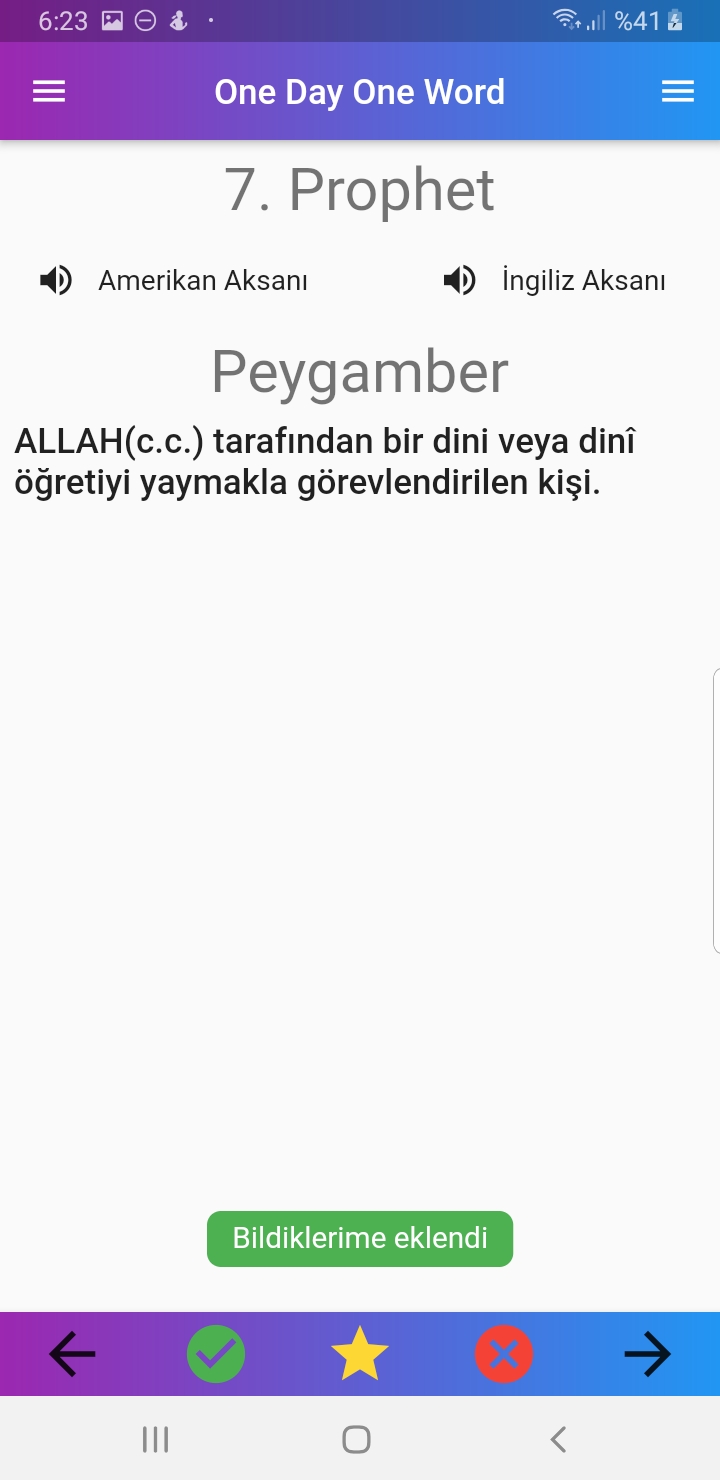 6:23 %41
One Day One Word
7. Prophet
Amerikan Aksanı İngiliz Aksanı
Peygamber
ALLAH(c.c.) tarafından bir dini veya dinî
öğretiyi yaymakla görevlendirilen kişi.
Bildiklerime eklendi